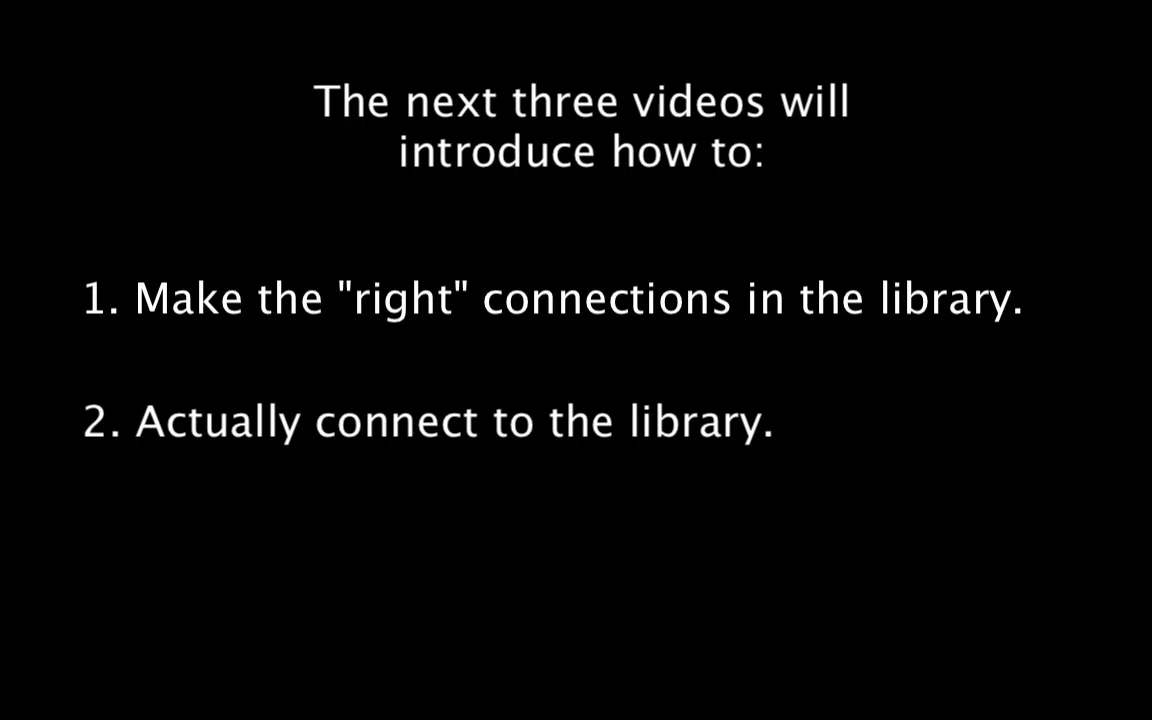 The next three videos will
introduce how to:
1. Make the "right" connections in the library.
2. Actually connect to the library.